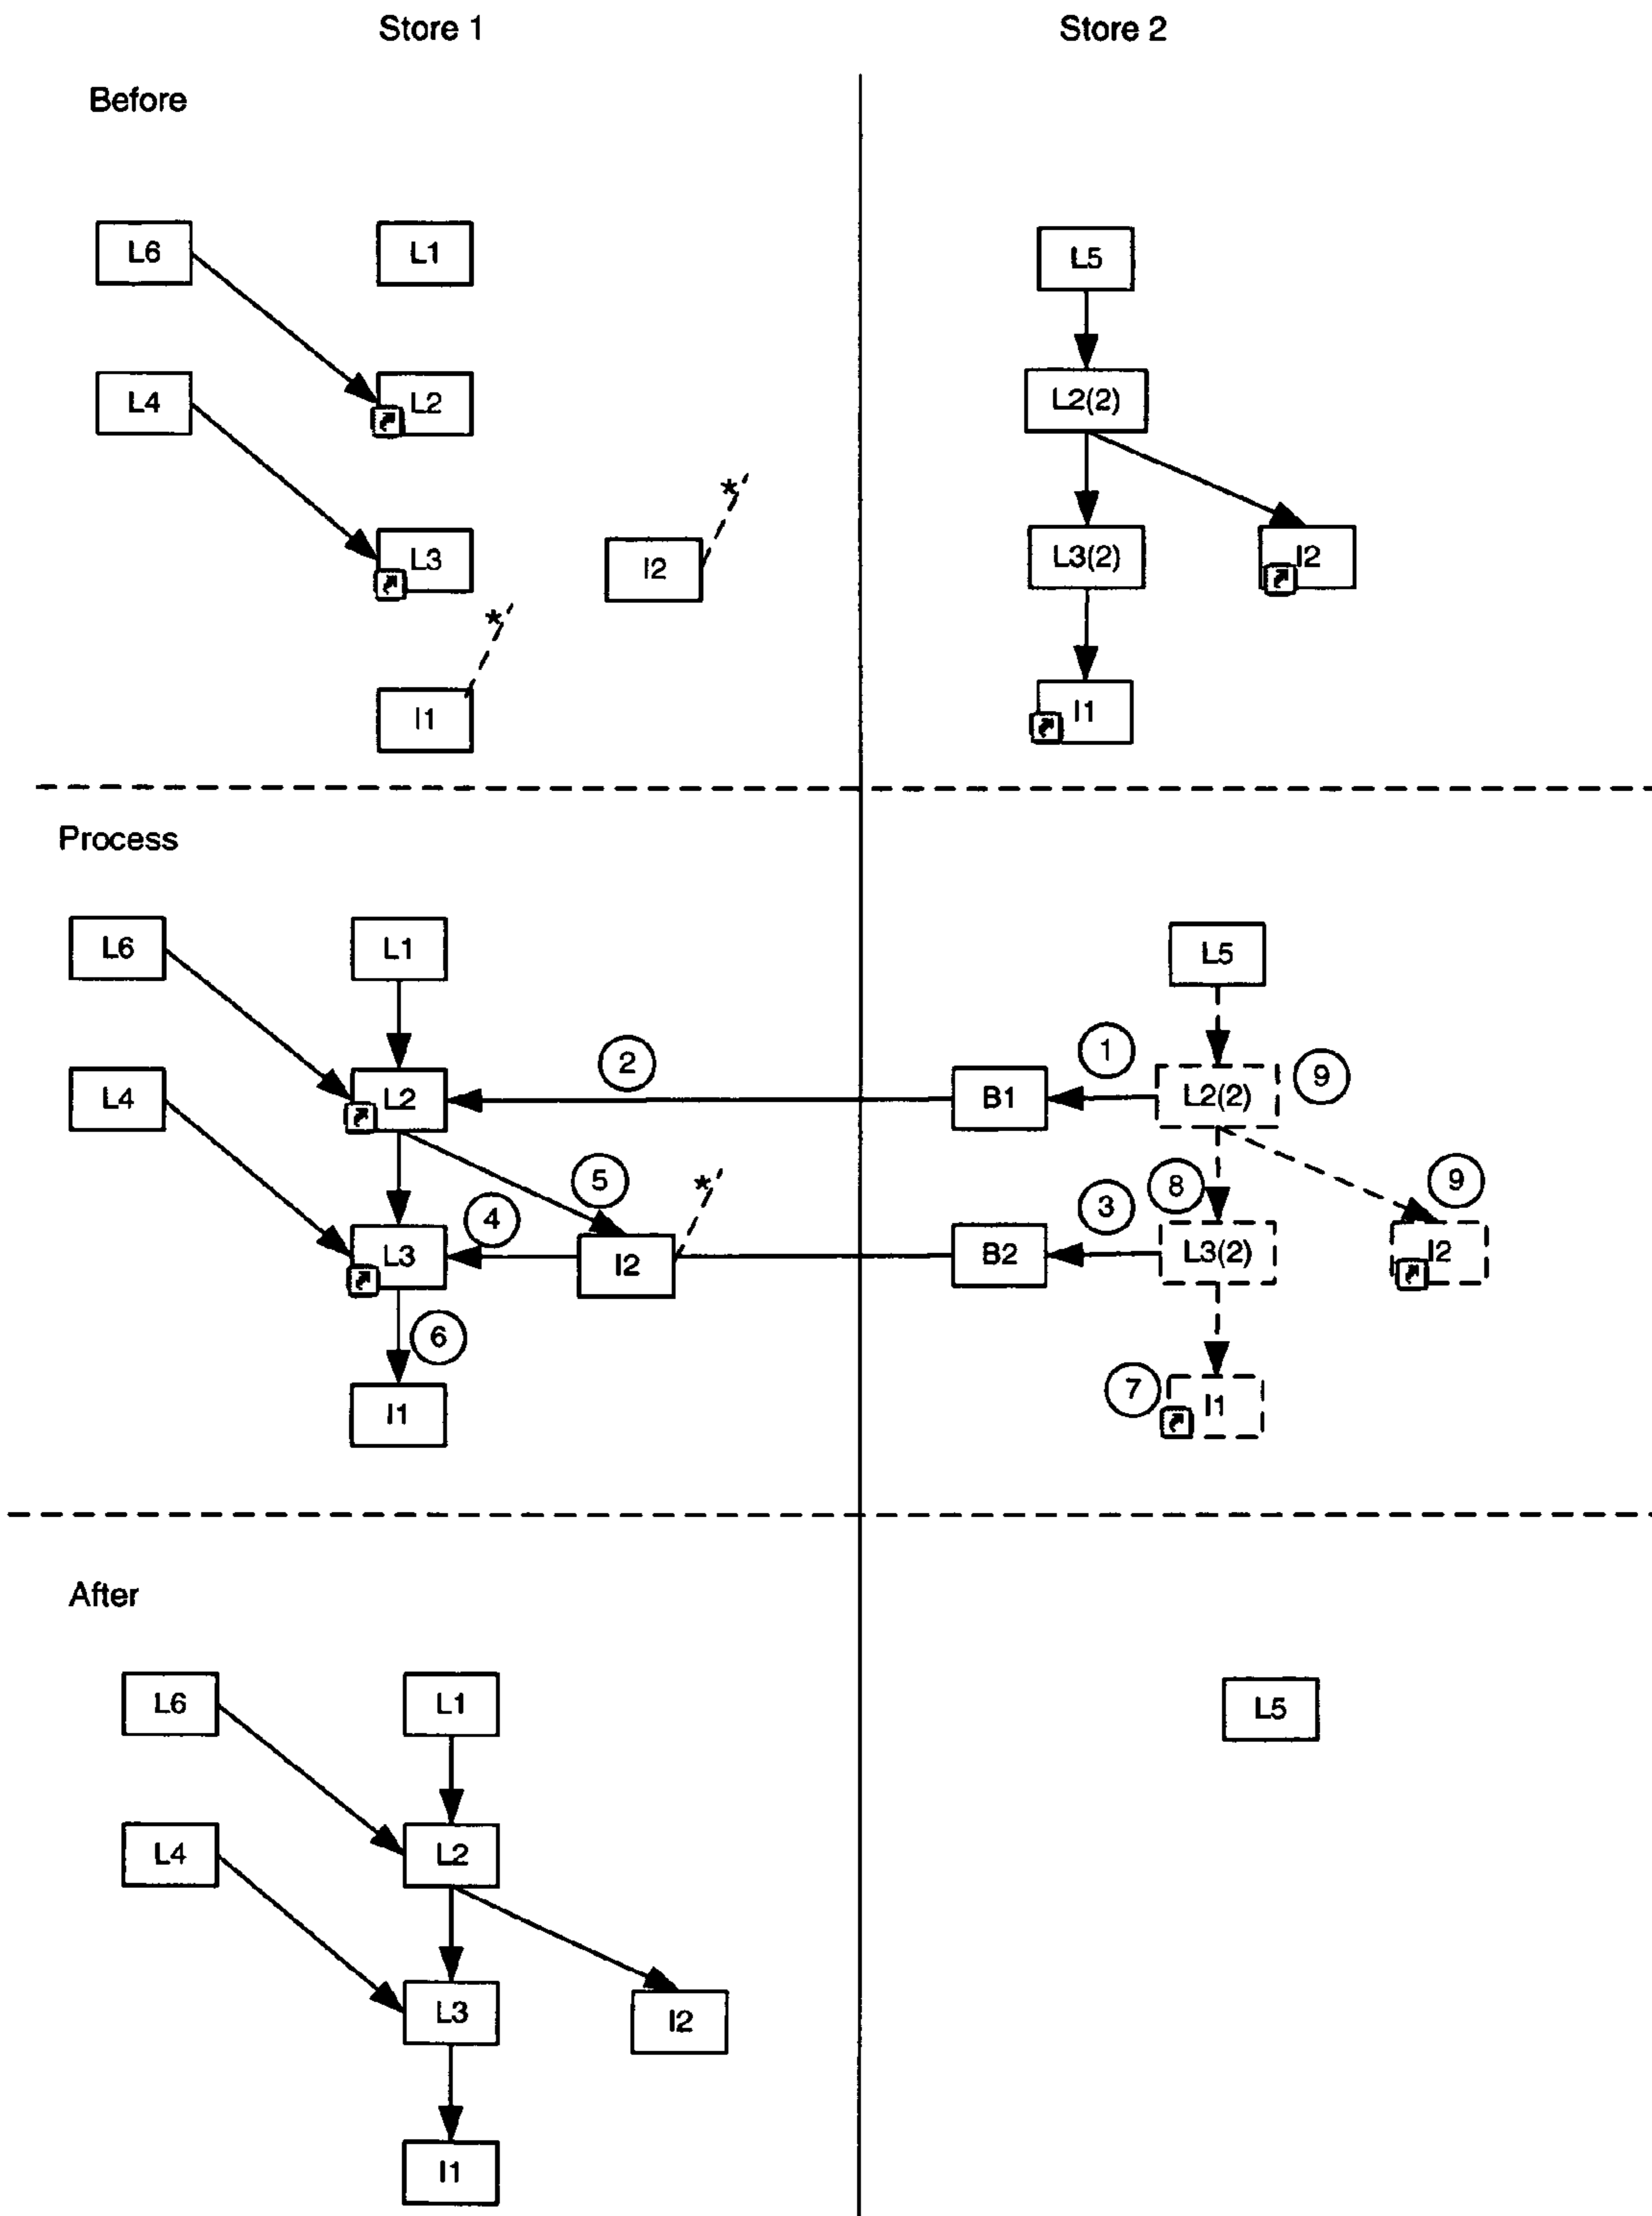 Store 1 Store 2
Before
L6 L1 L5
L4 L2 L2(2)
*′
L3 I2 L3(2) I2
*′
I1 I1
Process
L6 L1 L5
2 1 9
L4 L2 B1 L2(2)
5 *′ 8 9
4 3
L3 I2 B2 L3(2) I2
6
I1 7 I1
After
L6 L1 L5
L4 L2
L3 I2
I1